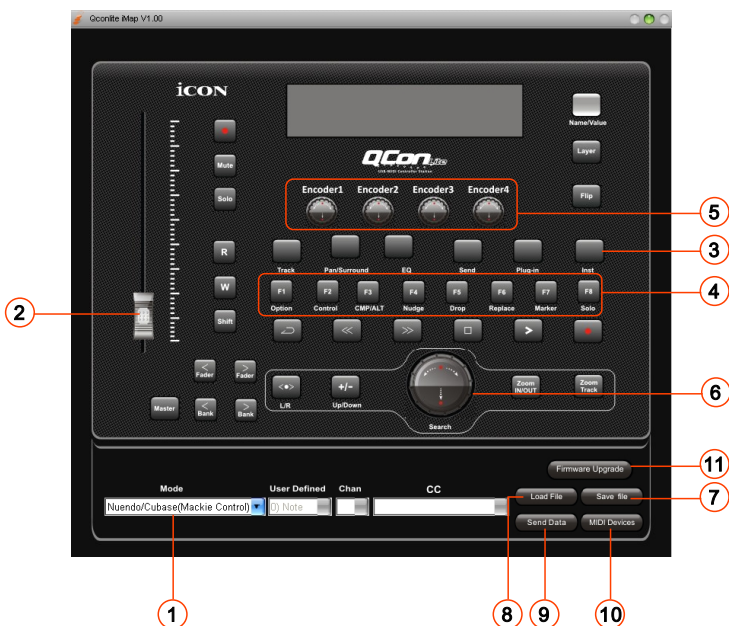 Qconlite iMap V1.00
iCON
Name/Value
Mute
Layer
QCon Lite
USB MIDI Controller Station
Solo
Encoder1 Encoder2 Encoder3 Encoder4
Flip
5
R
3
Track Pan/Surround EQ Send Plug-in Inst
W
F1 F2 F3 F4 F5 F6 F7 F8
4
Option Control CMP/ALT Nudge Drop Replace Marker Solo
2
Shift
< >
Fader Fader
+/-
Zoom IN/OUT
Zoom Track
6
Master
< >
Bank Bank
L/R Up/Down
Search
Firmware Upgrade
11
Mode User Defined Chan CC
Load File Save file
7
Nuendo/Cubase(Mackie Control) 0) Note
Send Data MIDI Devices
1 8 9 10